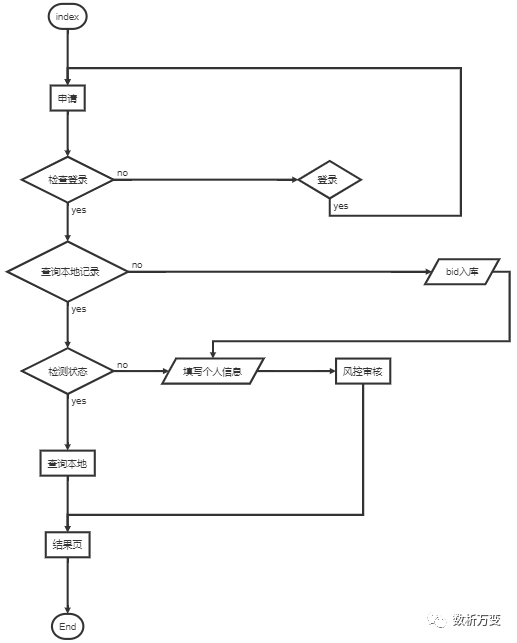 index
申请
检查登录
no
登录
yes
yes
查询本地记录
no
bid入库
yes
检测状态
no
填写个人信息
风控审核
yes
查询本地
结果页
End
数析万变